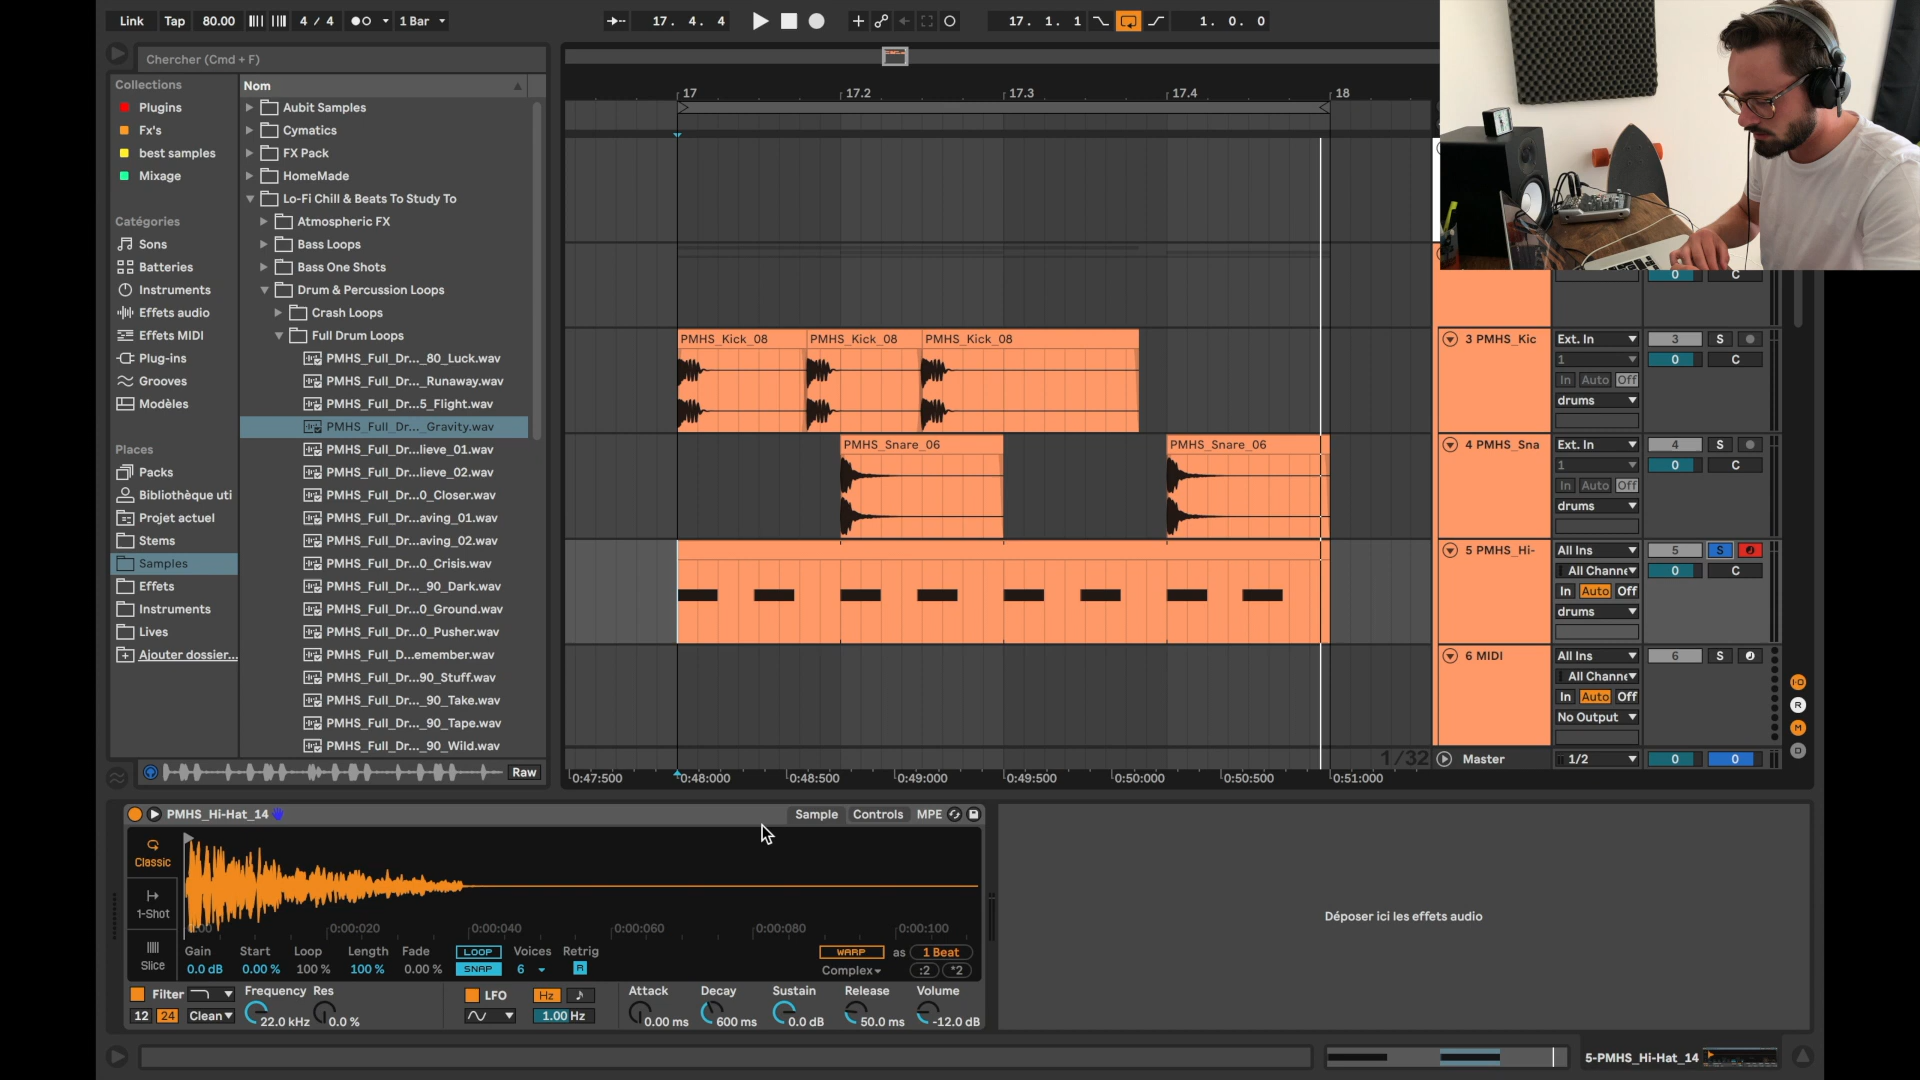 Link Tap 80.00 4 / 4 1 Bar 17. 4. 4 17. 1. 1 1. 0. 0
Chercher (Cmd + F)
Collections
Plugins
Fx's
best samples
Mixage
Catégories
Sons
Batteries
Instruments
Effets audio
Effets MIDI
Plug-ins
Grooves
Modèles
Places
Packs
Bibliothèque uti
Projet actuel
Stems
Samples
Effets
Instruments
Lives
Ajouter dossier...
Nom
Aubit Samples
Cymatics
FX Pack
HomeMade
Lo-Fi Chill & Beats To Study To
Atmospheric FX
Bass Loops
Bass One Shots
Drum & Percussion Loops
Crash Loops
Full Drum Loops
PMHS_Full_Dr..._80_Luck.wav
PMHS_Full_Dr..._Runaway.wav
PMHS_Full_Dr...5_Flight.wav
PMHS_Full_Dr..._Gravity.wav
PMHS_Full_Dr...lieve_01.wav
PMHS_Full_Dr...lieve_02.wav
PMHS_Full_Dr...0_Closer.wav
PMHS_Full_Dr...aving_01.wav
PMHS_Full_Dr...aving_02.wav
PMHS_Full_Dr...0_Crisis.wav
PMHS_Full_Dr..._90_Dark.wav
PMHS_Full_Dr...0_Ground.wav
PMHS_Full_Dr...0_Pusher.wav
PMHS_Full_D...emember.wav
PMHS_Full_Dr...90_Stuff.wav
PMHS_Full_Dr..._90_Take.wav
PMHS_Full_Dr..._90_Tape.wav
PMHS_Full_Dr..._90_Wild.wav
Raw
17 17.2 17.3 17.4 18
PMHS_Kick_08 PMHS_Kick_08 PMHS_Kick_08
PMHS_Snare_06 PMHS_Snare_06
1/32
0:47:500 0:48:000 0:48:500 0:49:000 0:49:500 0:50:000 0:50:500 0:51:000
0 C
3 PMHS_Kic Ext. In 3 S
1 0 C
In Auto Off
drums
4 PMHS_Sna Ext. In 4 S
1 0 C
In Auto Off
drums
5 PMHS_Hi- All Ins 5 S
All Channe 0 C
In Auto Off
drums
6 MIDI All Ins 6 S
All Channe
In Auto Off
No Output
Master 1/2 0 0
I·O
R
M
D
PMHS_Hi-Hat_14 Sample Controls MPE
Classic
1-Shot
Slice
0:00:020 0:00:040 0:00:060 0:00:080 0:00:100
Gain Start Loop Length Fade LOOP Voices Retrig WARP as 1 Beat
0.0 dB 0.00 % 100 % 100 % 0.00 % SNAP 6 R Complex :2 *2
Filter Frequency Res LFO Hz Attack Decay Sustain Release Volume
12 24 Clean 22.0 kHz 0.0 % 1.00 Hz 0.00 ms 600 ms 0.0 dB 50.0 ms -12.0 dB
Déposer ici les effets audio
5-PMHS_Hi-Hat_14